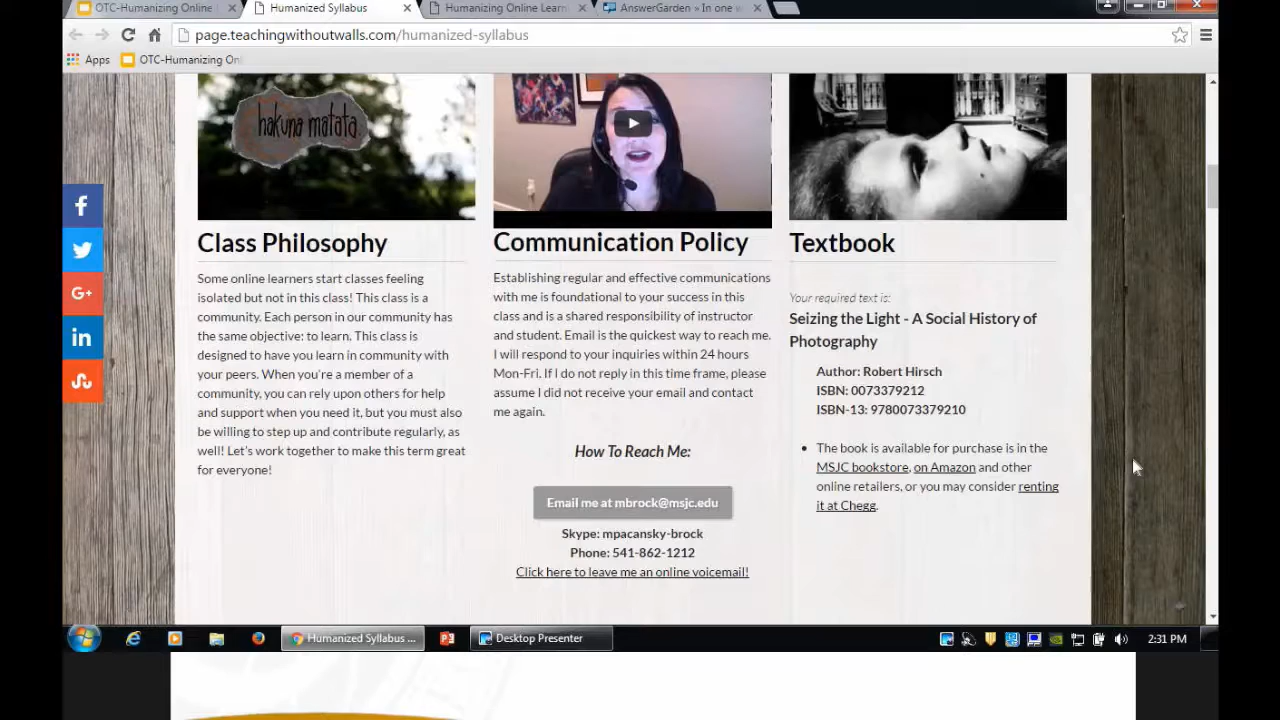 OTC-Humanizing Online
Humanized Syllabus
Humanizing Online Learn
AnswerGarden » In one w
page.teachingwithoutwalls.com/humanized-syllabus
Apps
OTC-Humanizing On
hakuna matata
Class Philosophy
Some online learners start classes feeling
isolated but not in this class! This class is a
community. Each person in our community has
the same objective: to learn. This class is
designed to have you learn in community with
your peers. When you're a member of a
community, you can rely upon others for help
and support when you need it, but you must also
be willing to step up and contribute regularly, as
well! Let's work together to make this term great
for everyone!
Communication Policy
Establishing regular and effective communications
with me is foundational to your success in this
class and is a shared responsibility of instructor
and student. Email is the quickest way to reach me.
I will respond to your inquiries within 24 hours
Mon-Fri. If I do not reply in this time frame, please
assume I did not receive your email and contact
me again.
How To Reach Me:
Email me at mbrock@msjc.edu
Skype: mpacansky-brock
Phone: 541-862-1212
Click here to leave me an online voicemail!
Textbook
Your required text is:
Seizing the Light - A Social History of
Photography
Author: Robert Hirsch
ISBN: 0073379212
ISBN-13: 9780073379210
• The book is available for purchase is in the
MSJC bookstore, on Amazon and other
online retailers, or you may consider renting
it at Chegg.
f
G+
in
Humanized Syllabus ...
Desktop Presenter
2:31 PM